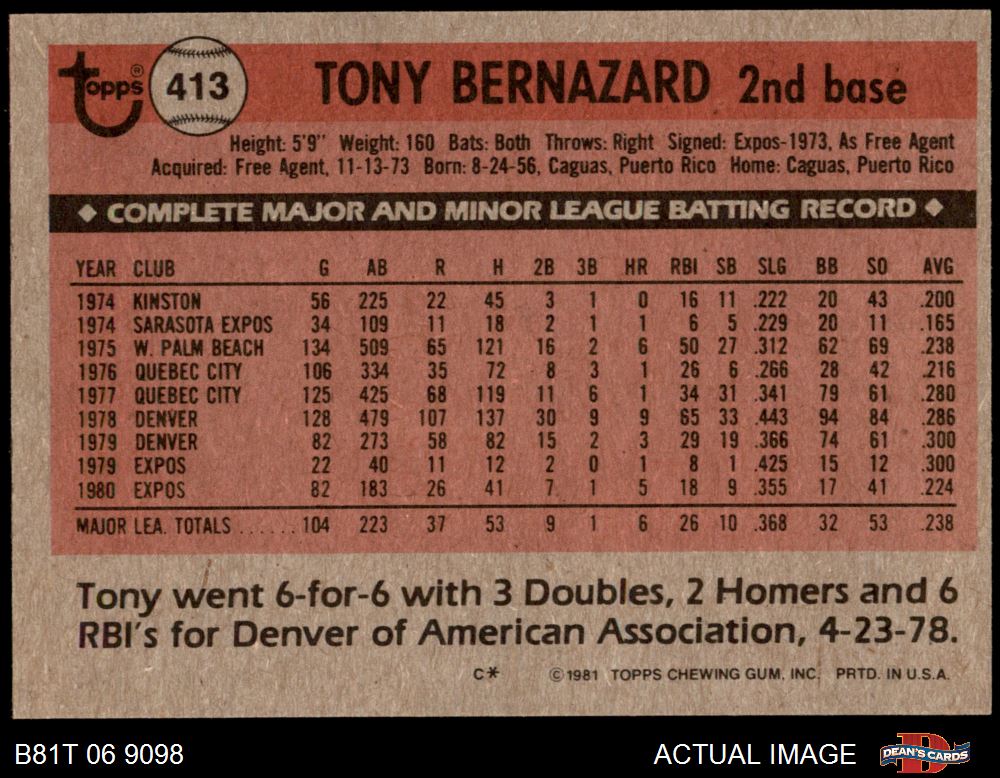 Topps® 413 TONY BERNAZARD 2nd base
Height: 5'9" Weight: 160 Bats: Both Throws: Right Signed: Expos-1973, As Free Agent
Acquired: Free Agent, 11-13-73 Born: 8-24-56, Caguas, Puerto Rico Home: Caguas, Puerto Rico
◆ COMPLETE MAJOR AND MINOR LEAGUE BATTING RECORD ◆
YEAR CLUB G AB R H 2B 3B HR RBI SB SLG BB SO AVG
1974 KINSTON 56 225 22 45 3 1 0 16 11 .222 20 43 .200
1974 SARASOTA EXPOS 34 109 11 18 2 1 1 6 5 .229 20 11 .165
1975 W. PALM BEACH 134 509 65 121 16 2 6 50 27 .312 62 69 .238
1976 QUEBEC CITY 106 334 35 72 8 3 1 26 6 .266 28 42 .216
1977 QUEBEC CITY 125 425 68 119 11 6 1 34 31 .341 79 61 .280
1978 DENVER 128 479 107 137 30 9 9 65 33 .443 94 84 .286
1979 DENVER 82 273 58 82 15 2 3 29 19 .366 74 61 .300
1979 EXPOS 22 40 11 12 2 0 1 8 1 .425 15 12 .300
1980 EXPOS 82 183 26 41 7 1 5 18 9 .355 17 41 .224
MAJOR LEA. TOTALS ...... 104 223 37 53 9 1 6 26 10 .368 32 53 .238
Tony went 6-for-6 with 3 Doubles, 2 Homers and 6
RBI's for Denver of American Association, 4-23-78.
C* ©1981 TOPPS CHEWING GUM, INC. PRTD. IN U.S.A.
B81T 06 9098 ACTUAL IMAGE DEAN'S CARDS